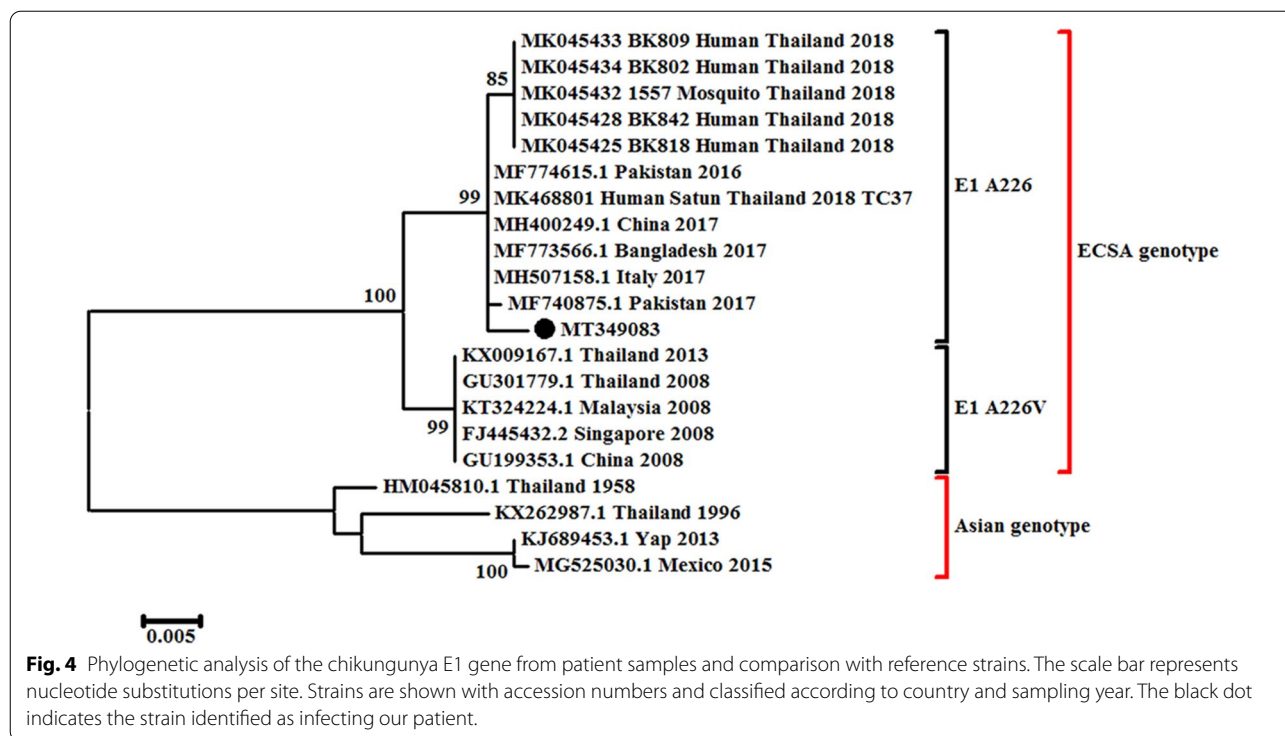 MK045433 BK809 Human Thailand 2018
MK045434 BK802 Human Thailand 2018
85
MK045432 1557 Mosquito Thailand 2018
MK045428 BK842 Human Thailand 2018
MK045425 BK818 Human Thailand 2018
MF774615.1 Pakistan 2016
E1 A226
99
MK468801 Human Satun Thailand 2018 TC37
MH400249.1 China 2017
MF773566.1 Bangladesh 2017
ECSA genotype
MH507158.1 Italy 2017
100
MF740875.1 Pakistan 2017
MT349083
KX009167.1 Thailand 2013
GU301779.1 Thailand 2008
KT324224.1 Malaysia 2008
E1 A226V
99
FJ445432.2 Singapore 2008
GU199353.1 China 2008
HM045810.1 Thailand 1958
KX262987.1 Thailand 1996
Asian genotype
KJ689453.1 Yap 2013
100
MG525030.1 Mexico 2015
0.005
Fig. 4 Phylogenetic analysis of the chikungunya E1 gene from patient samples and comparison with reference strains. The scale bar represents
nucleotide substitutions per site. Strains are shown with accession numbers and classified according to country and sampling year. The black dot
indicates the strain identified as infecting our patient.